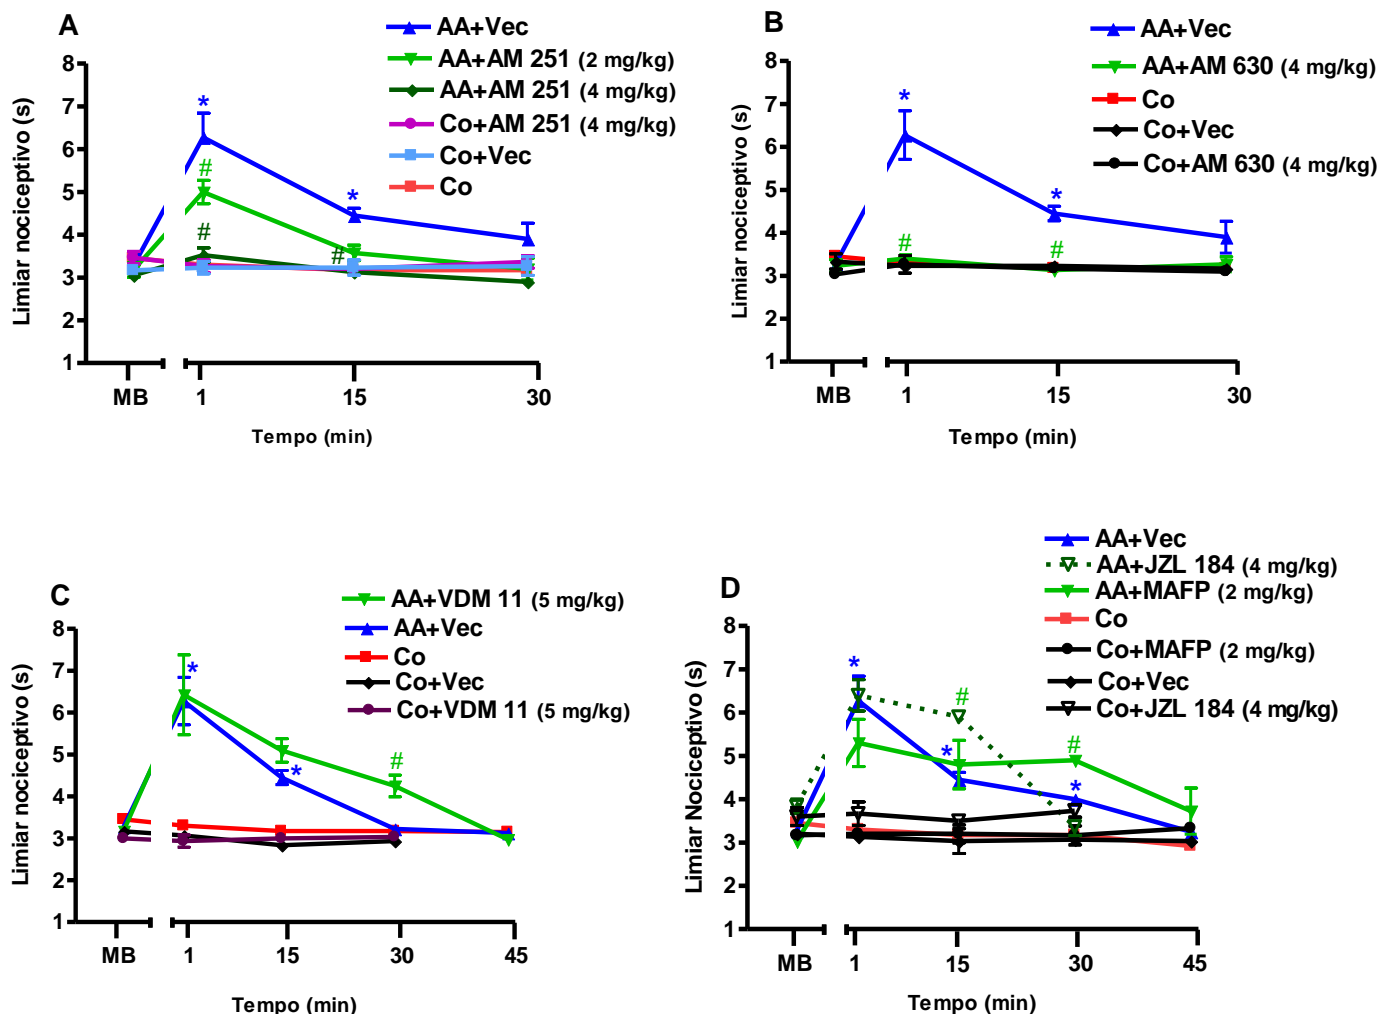 A
AA+Vec
AA+AM 251 (2 mg/kg)
AA+AM 251 (4 mg/kg)
Co+AM 251 (4 mg/kg)
Co+Vec
Co
Limiar nociceptivo (s)
8
7
6
5
4
3
2
1
*
#
#
*
#
MB
1
15
30
Tempo (min)
B
AA+Vec
AA+AM 630 (4 mg/kg)
Co
Co+Vec
Co+AM 630 (4 mg/kg)
Limiar nociceptivo (s)
8
7
6
5
4
3
2
1
*
*
#
#
MB
1
15
30
Tempo (min)
C
AA+VDM 11 (5 mg/kg)
AA+Vec
Co
Co+Vec
Co+VDM 11 (5 mg/kg)
Limiar nociceptivo (s)
8
7
6
5
4
3
2
1
*
*
#
MB
1
15
30
45
Tempo (min)
D
AA+Vec
AA+JZL 184 (4 mg/kg)
AA+MAFP (2 mg/kg)
Co
Co+MAFP (2 mg/kg)
Co+Vec
Co+JZL 184 (4 mg/kg)
Limiar Nociceptivo (s)
8
7
6
5
4
3
2
1
*
#
*
#
*
MB
1
15
30
45
Tempo (min)